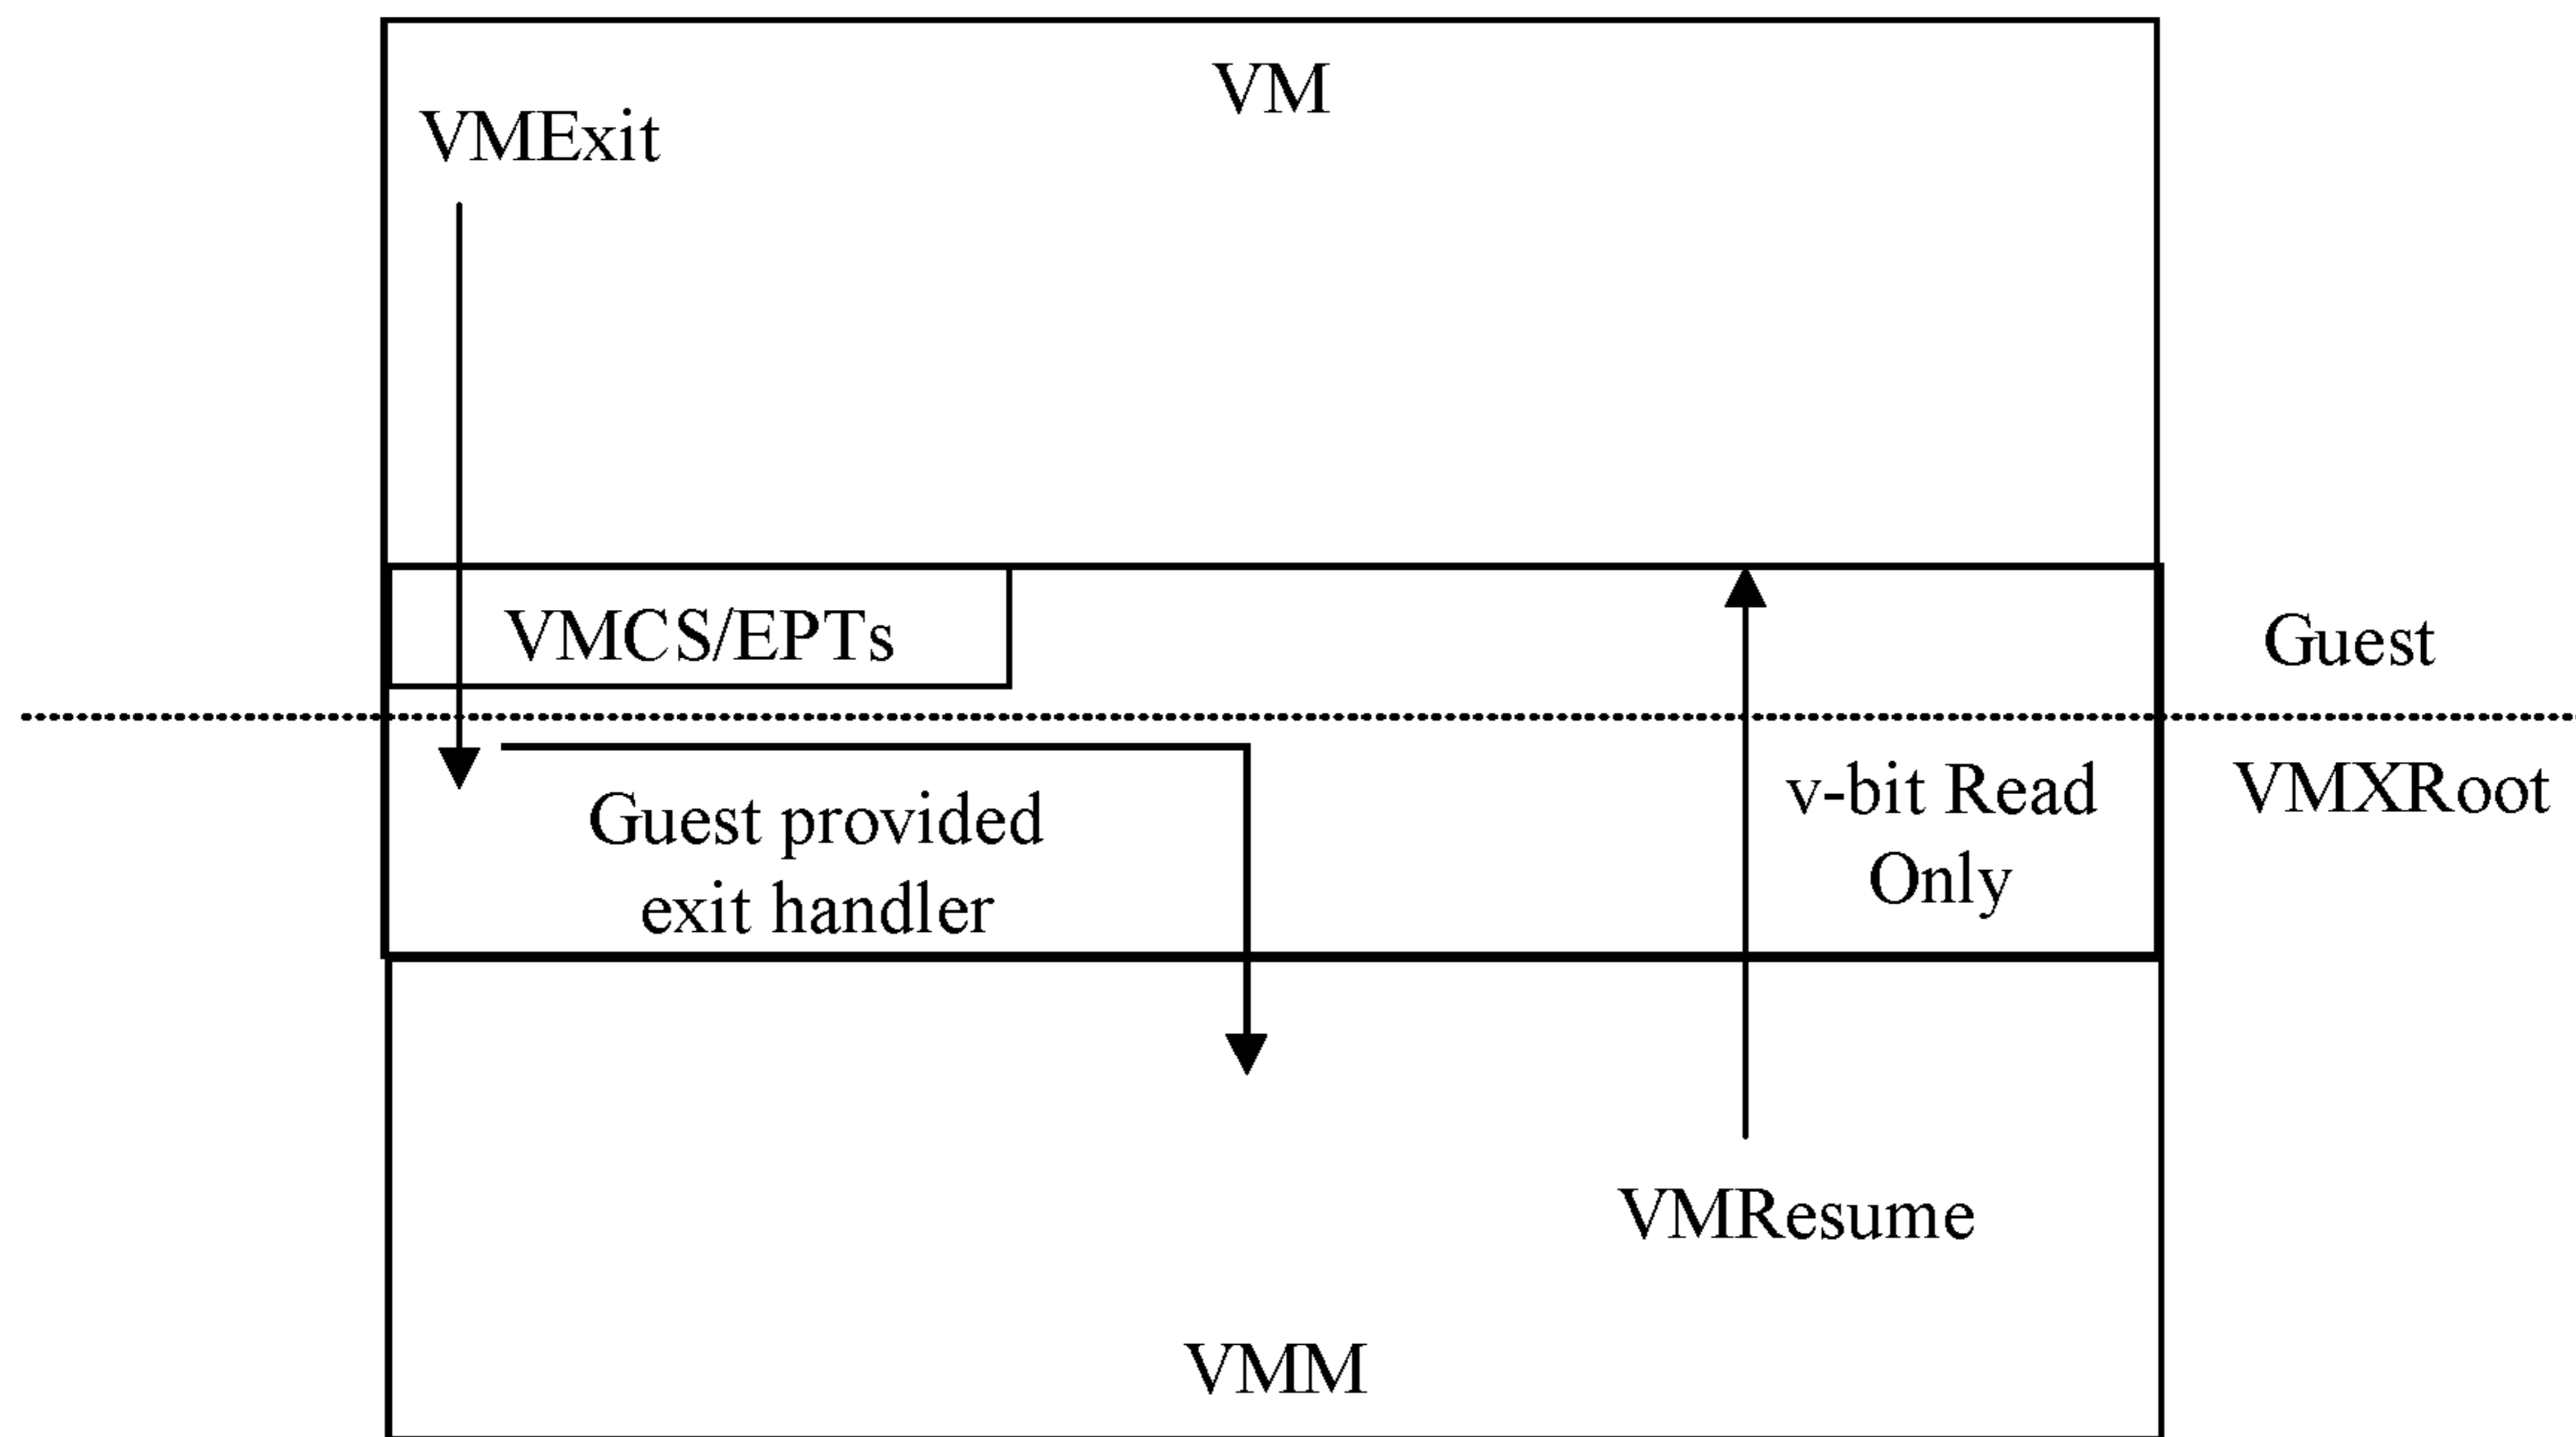 VM
VMExit
VMCS/EPTs
Guest
VMXRoot
v-bit Read
Only
Guest provided
exit handler
VMResume
VMM